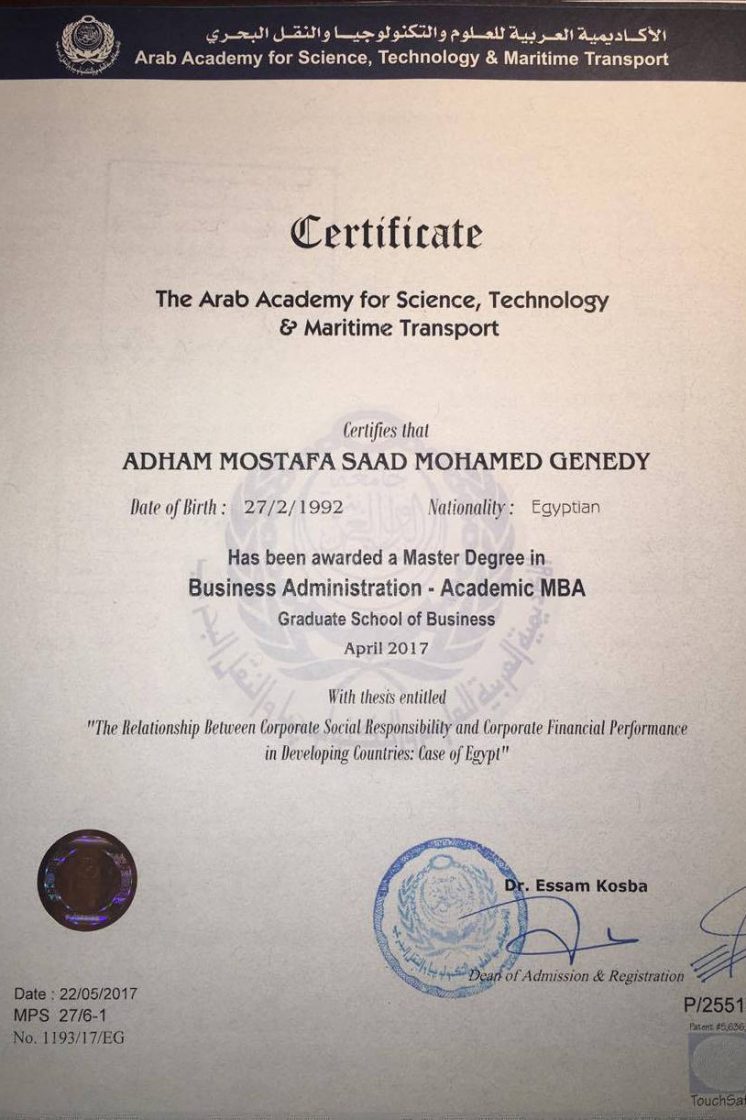 الأكاديمية العربية للعلوم والتكنولوجيا والنقل البحري
Arab Academy for Science, Technology & Maritime Transport
Certificate
The Arab Academy for Science, Technology
& Maritime Transport
Certifies that
ADHAM MOSTAFA SAAD MOHAMED GENEDY
Date of Birth : 27/2/1992 Nationality : Egyptian
Has been awarded a Master Degree in
Business Administration - Academic MBA
Graduate School of Business
April 2017
With thesis entitled
"The Relationship Between Corporate Social Responsibility and Corporate Financial Performance
in Developing Countries: Case of Egypt"
Dr. Essam Kosba
Dean of Admission & Registration
Date : 22/05/2017
MPS 27/6-1
No. 1193/17/EG
P/2551
Patent #5,636,
TouchSaf